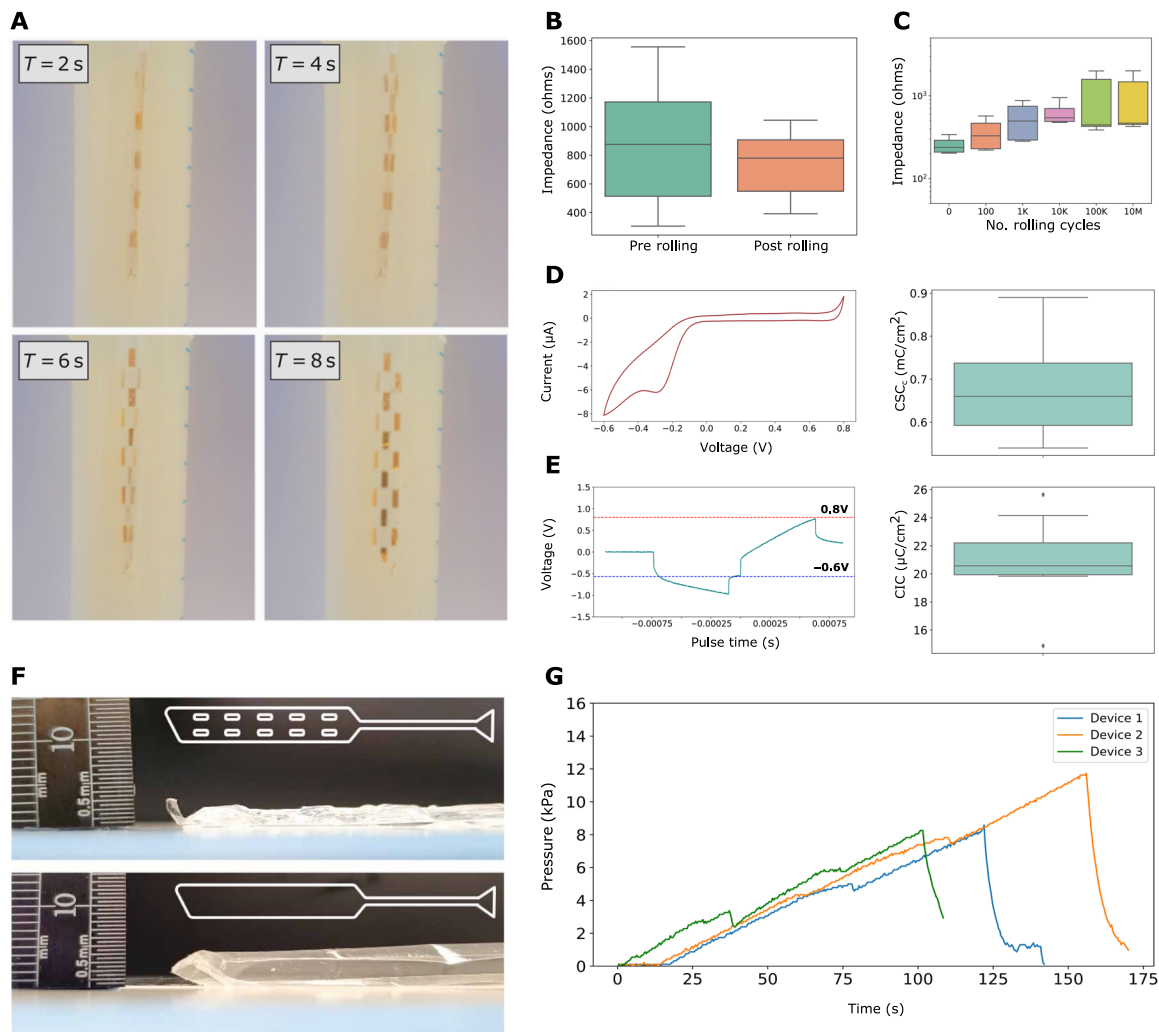 A
T = 2 s
T = 4 s
T = 6 s
T = 8 s
B
Impedance (ohms)
1600
1400
1200
1000
800
600
400
Pre rolling
Post rolling
C
Impedance (ohms)
10³
10²
0
100
1K
10K
100K
10M
No. rolling cycles
D
Current (µA)
2
0
−2
−4
−6
−8
−0.6
−0.4
−0.2
0.0
0.2
0.4
0.6
0.8
Voltage (V)
CSCc (mC/cm²)
0.9
0.8
0.7
0.6
E
Voltage (V)
1.5
1.0
0.5
0.0
−0.5
−1.0
−1.5
0.8V
−0.6V
−0.00075
−0.00025
0.00025
0.00075
Pulse time (s)
CIC (µC/cm²)
26
24
22
20
18
16
F
mm
10
0.5mm
mm
10
0.5mm
G
Pressure (kPa)
16
14
12
10
8
6
4
2
0
Device 1
Device 2
Device 3
0
25
50
75
100
125
150
175
Time (s)